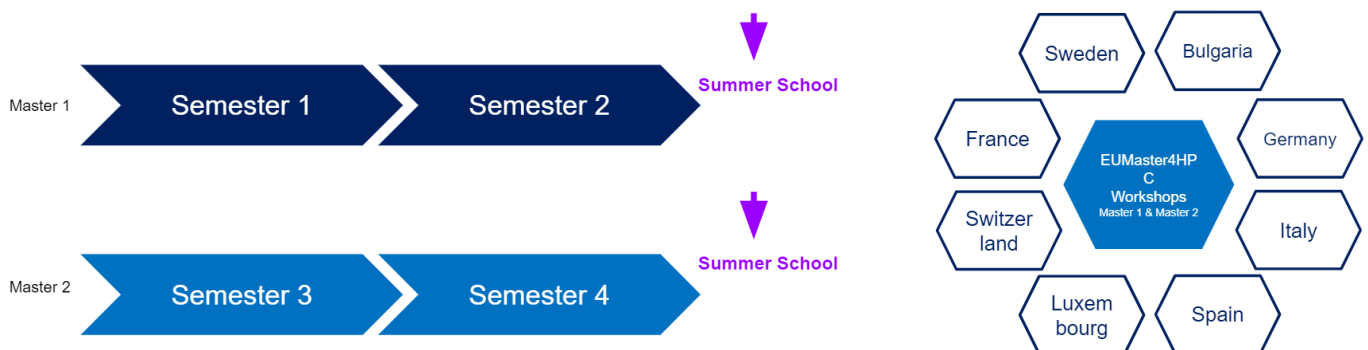 Master 1
Semester 1
Semester 2
Summer School
Master 2
Semester 3
Semester 4
Summer School
Sweden
Bulgaria
France
Germany
EUMaster4HP
C
Workshops
Master 1 & Master 2
Switzer
land
Italy
Luxem
bourg
Spain